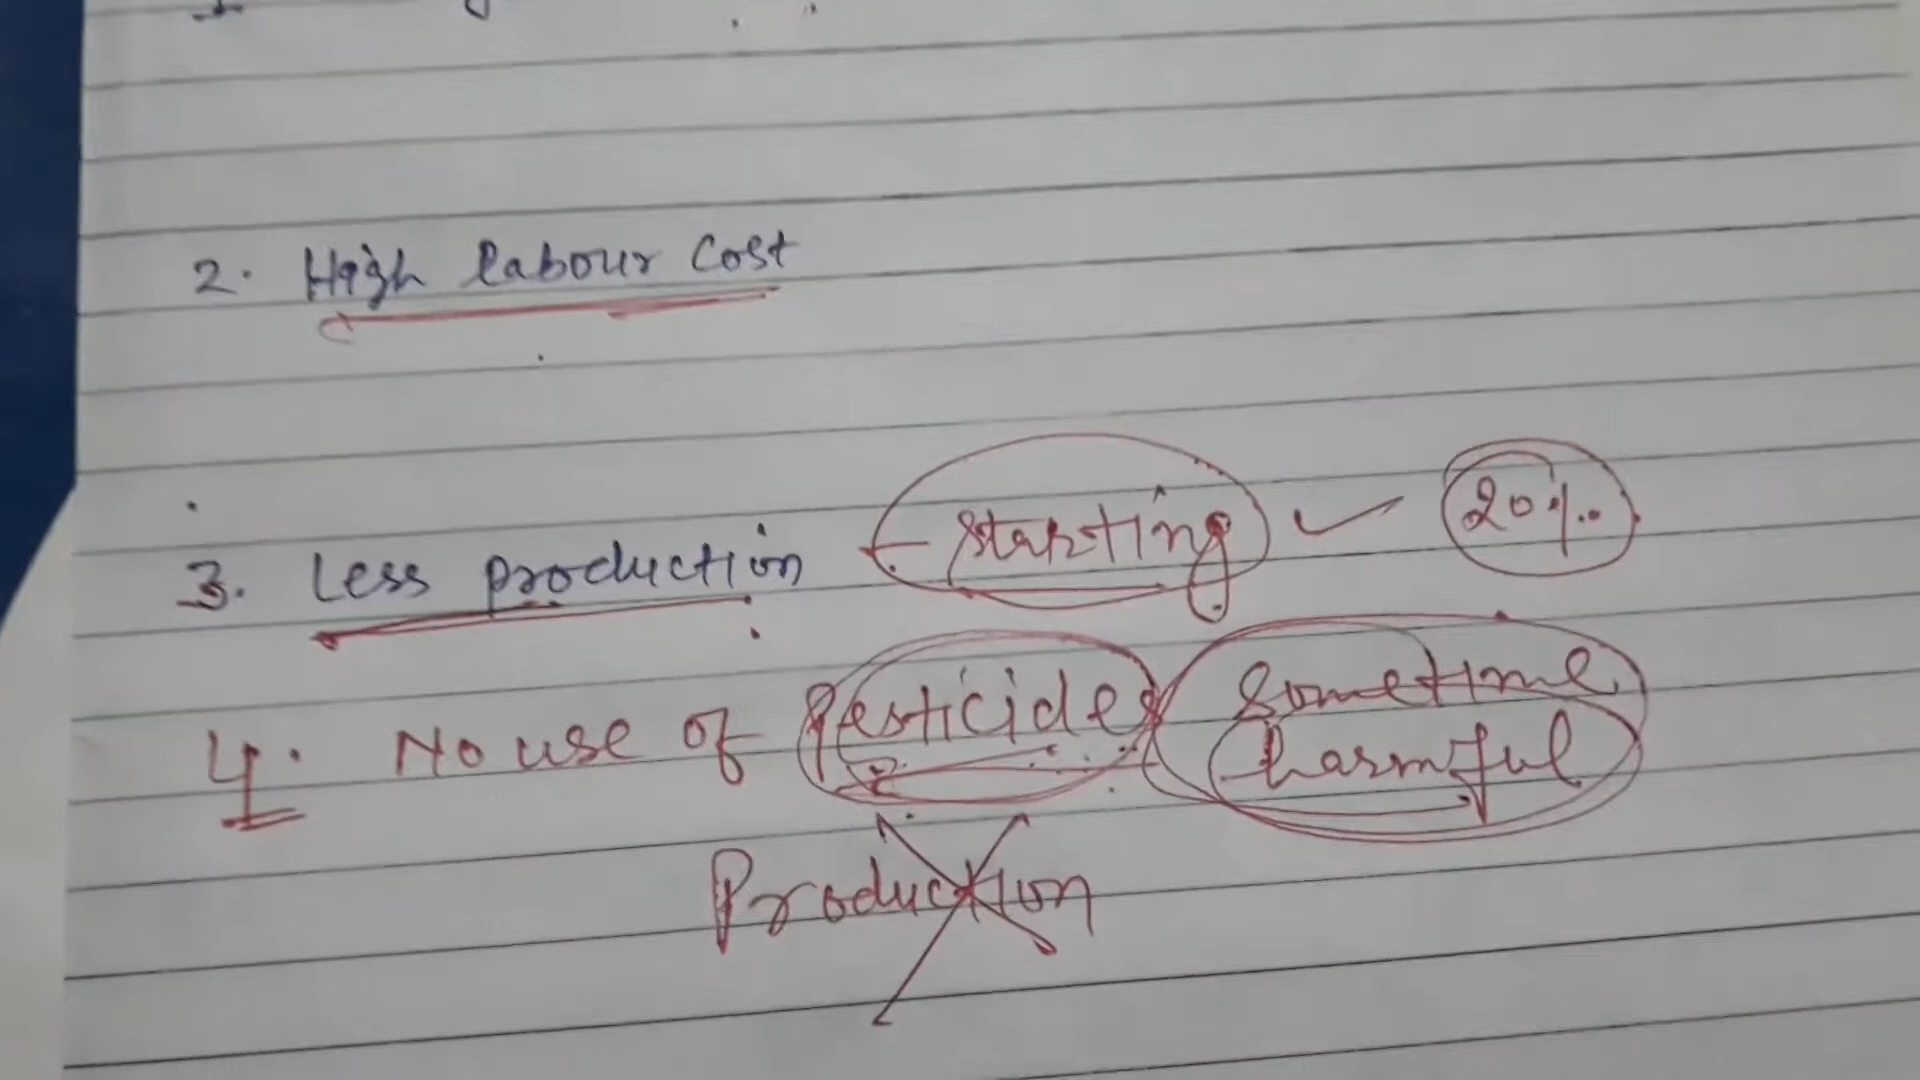 2. High labour cost
3. Less production ← starting ✓ 20%
4. No use of Pesticides sometime
harmful
Production